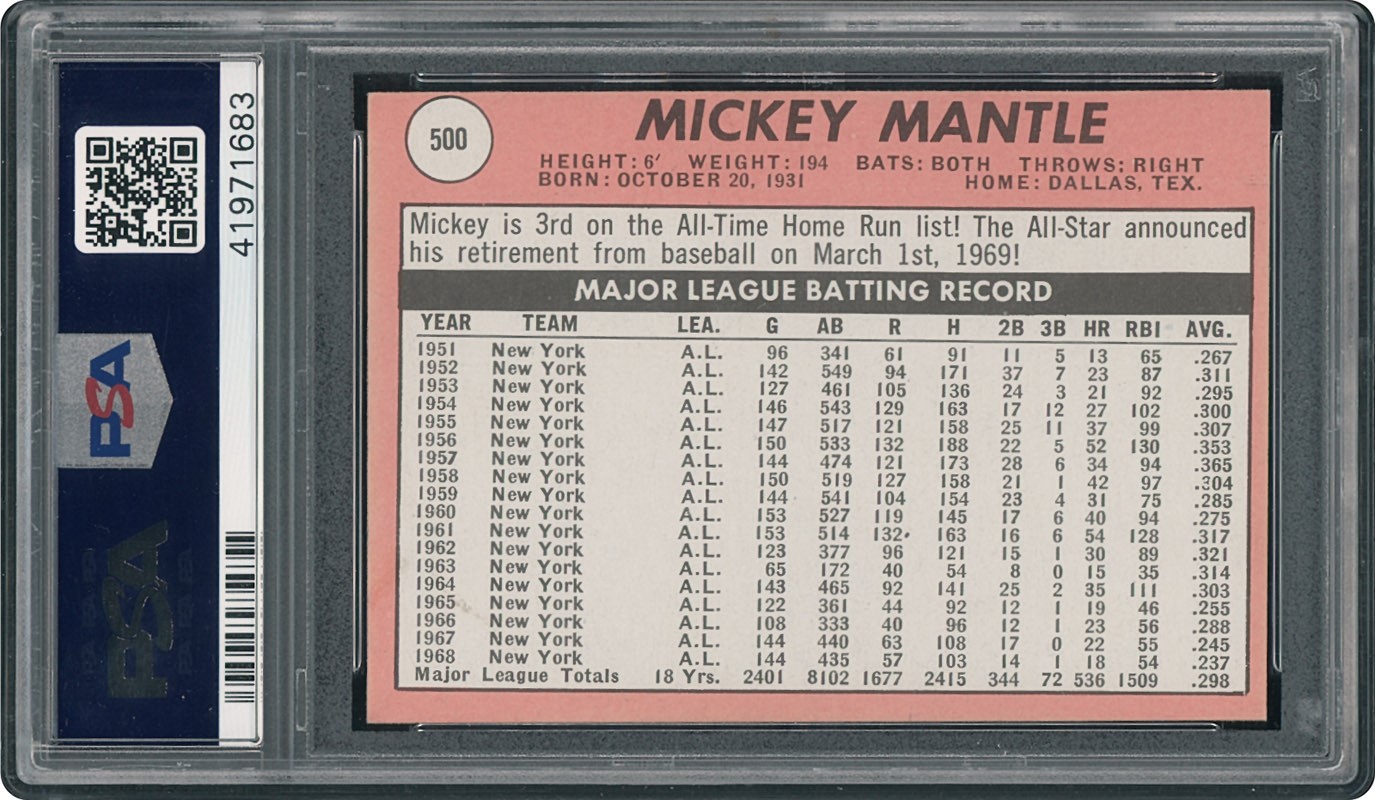 500
MICKEY MANTLE
HEIGHT: 6′ WEIGHT: 194 BATS: BOTH THROWS: RIGHT
BORN: OCTOBER 20, 1931 HOME: DALLAS, TEX.
Mickey is 3rd on the All-Time Home Run list! The All-Star announced
his retirement from baseball on March 1st, 1969!
MAJOR LEAGUE BATTING RECORD
YEAR TEAM LEA. G AB R H 2B 3B HR RBI AVG.
1951 New York A.L. 96 341 61 91 11 5 13 65 .267
1952 New York A.L. 142 549 94 171 37 7 23 87 .311
1953 New York A.L. 127 461 105 136 24 3 21 92 .295
1954 New York A.L. 146 543 129 163 17 12 27 102 .300
1955 New York A.L. 147 517 121 158 25 11 37 99 .307
1956 New York A.L. 150 533 132 188 22 5 52 130 .353
1957 New York A.L. 144 474 121 173 28 6 34 94 .365
1958 New York A.L. 150 519 127 158 21 1 42 97 .304
1959 New York A.L. 144 541 104 154 23 4 31 75 .285
1960 New York A.L. 153 527 119 145 17 6 40 94 .275
1961 New York A.L. 153 514 132 163 16 6 54 128 .317
1962 New York A.L. 123 377 96 121 15 1 30 89 .321
1963 New York A.L. 65 172 40 54 8 0 15 35 .314
1964 New York A.L. 143 465 92 141 25 2 35 111 .303
1965 New York A.L. 122 361 44 92 12 1 19 46 .255
1966 New York A.L. 108 333 40 96 12 1 23 56 .288
1967 New York A.L. 144 440 63 108 17 0 22 55 .245
1968 New York A.L. 144 435 57 103 14 1 18 54 .237
Major League Totals 18 Yrs. 2401 8102 1677 2415 344 72 536 1509 .298
41971683
PSA
PSA